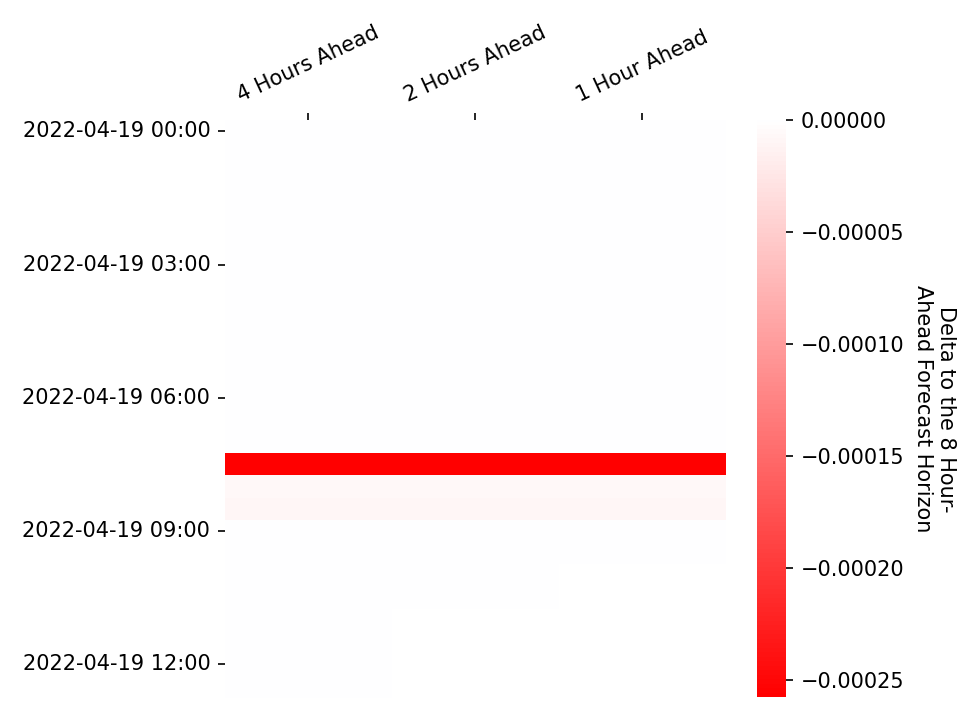 4 Hours Ahead
2 Hours Ahead
1 Hour Ahead
2022-04-19 00:00
2022-04-19 03:00
2022-04-19 06:00
2022-04-19 09:00
2022-04-19 12:00
0.00000
−0.00005
−0.00010
−0.00015
−0.00020
−0.00025
Delta to the 8 Hour-
Ahead Forecast Horizon